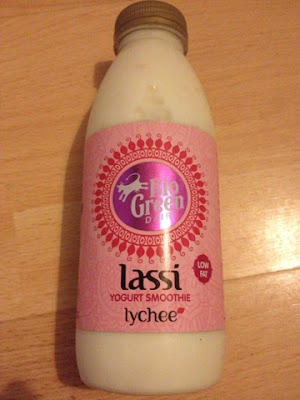 Bio
Green
lassi
LOW
FAT
YOGURT SMOOTHIE
lychee